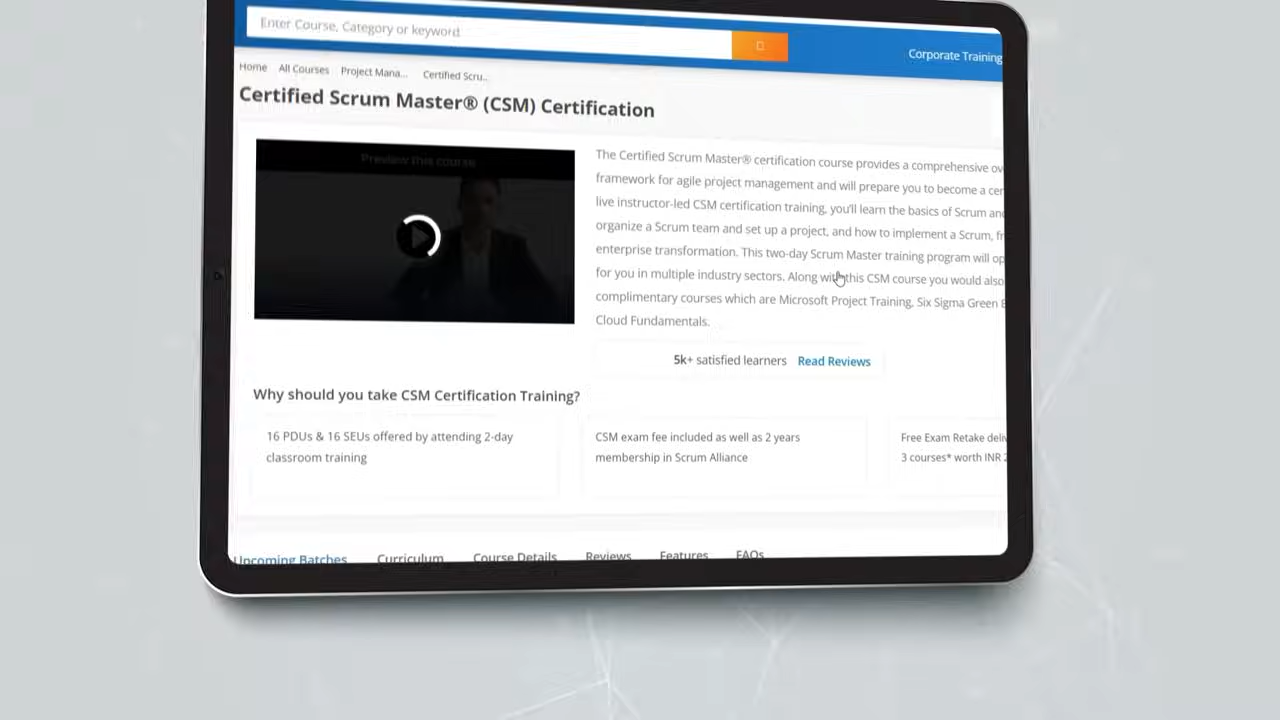 Enter Course, Category or keyword
Corporate Training
Home All Courses Project Mana... Certified Scru..
Certified Scrum Master® (CSM) Certification
Preview this course
The Certified Scrum Master® certification course provides a comprehensive ov
framework for agile project management and will prepare you to become a cer
live instructor-led CSM certification training, you'll learn the basics of Scrum and
organize a Scrum team and set up a project, and how to implement a Scrum, fr
enterprise transformation. This two-day Scrum Master training program will op
for you in multiple industry sectors. Along with this CSM course you would also
complimentary courses which are Microsoft Project Training, Six Sigma Green
Cloud Fundamentals.
5k+ satisfied learners Read Reviews
Why should you take CSM Certification Training?
16 PDUs & 16 SEUs offered by attending 2-day
classroom training
CSM exam fee included as well as 2 years
membership in Scrum Alliance
Free Exam Retake
3 courses* worth INR
Upcoming Batches Curriculum Course Details Reviews Features FAQs